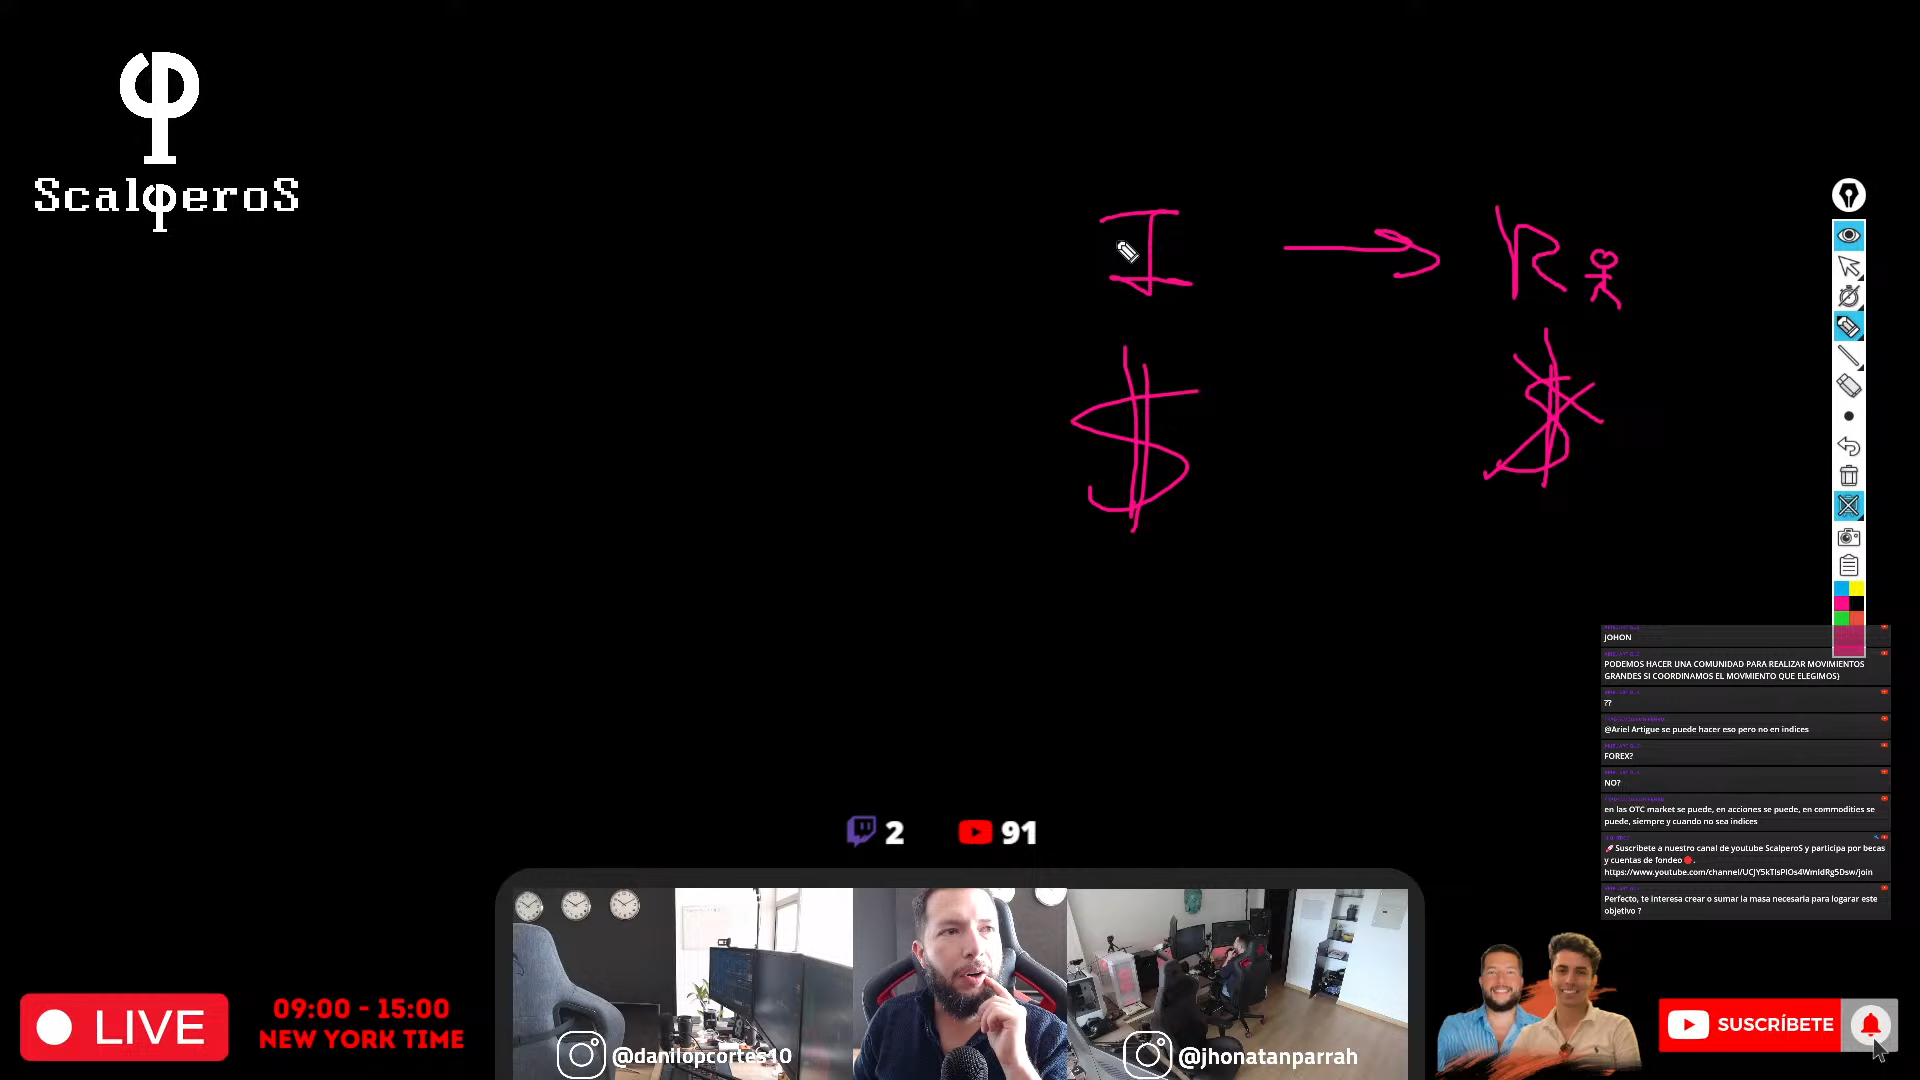 φ
ScalφeroS
I → R
$ $
JOHON
PODEMOS HACER UNA COMUNIDAD PARA REALIZAR MOVIMIENTOS
GRANDES SI COORDINAMOS EL MOVMIENTO QUE ELEGIMOS)
??
@Ariel Artigue se puede hacer eso pero no en indices
FOREX?
NO?
en las OTC market se puede, en acciones se puede, en commodities se
puede, siempre y cuando no sea indices
🚀Suscribete a nuestro canal de youtube ScalperoS y participa por becas
y cuentas de fondeo🔴.
https://www.youtube.com/channel/UCJY5kTlsPlOs4WmldRg5Dsw/join
Perfecto, te interesa crear o sumar la masa necesaria para logarar este
objetivo ?
2 91
LIVE
09:00 - 15:00
NEW YORK TIME
@danilopcortes10
@jhonatanparrah
SUSCRÍBETE